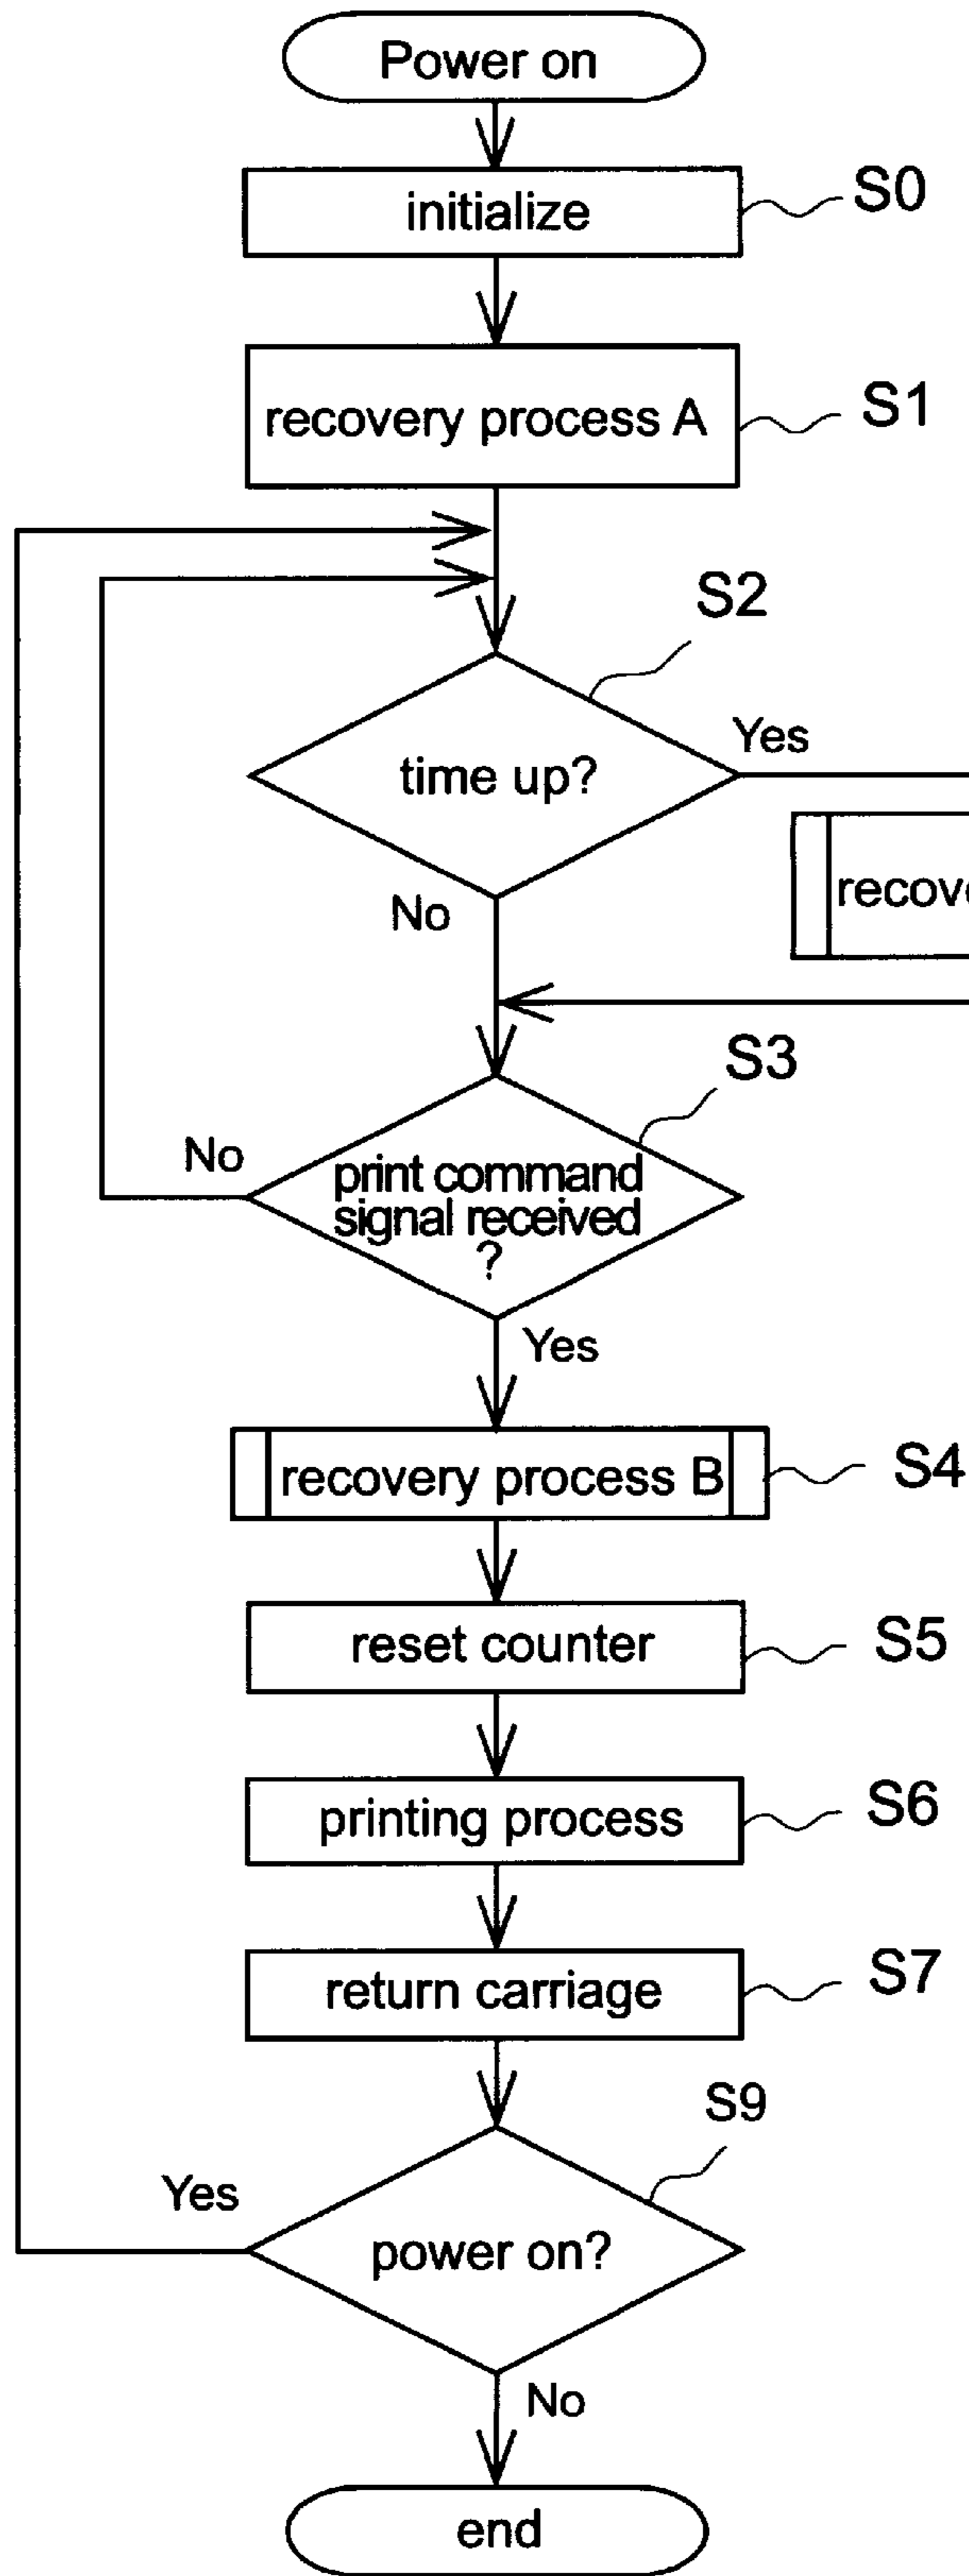 Power on
initialize
S0
recovery process A
S1
S2
time up?
Yes
No
S3
No
print command
signal received
?
Yes
recovery process B
S4
reset counter
S5
printing process
S6
return carriage
S7
S9
Yes
power on?
No
end